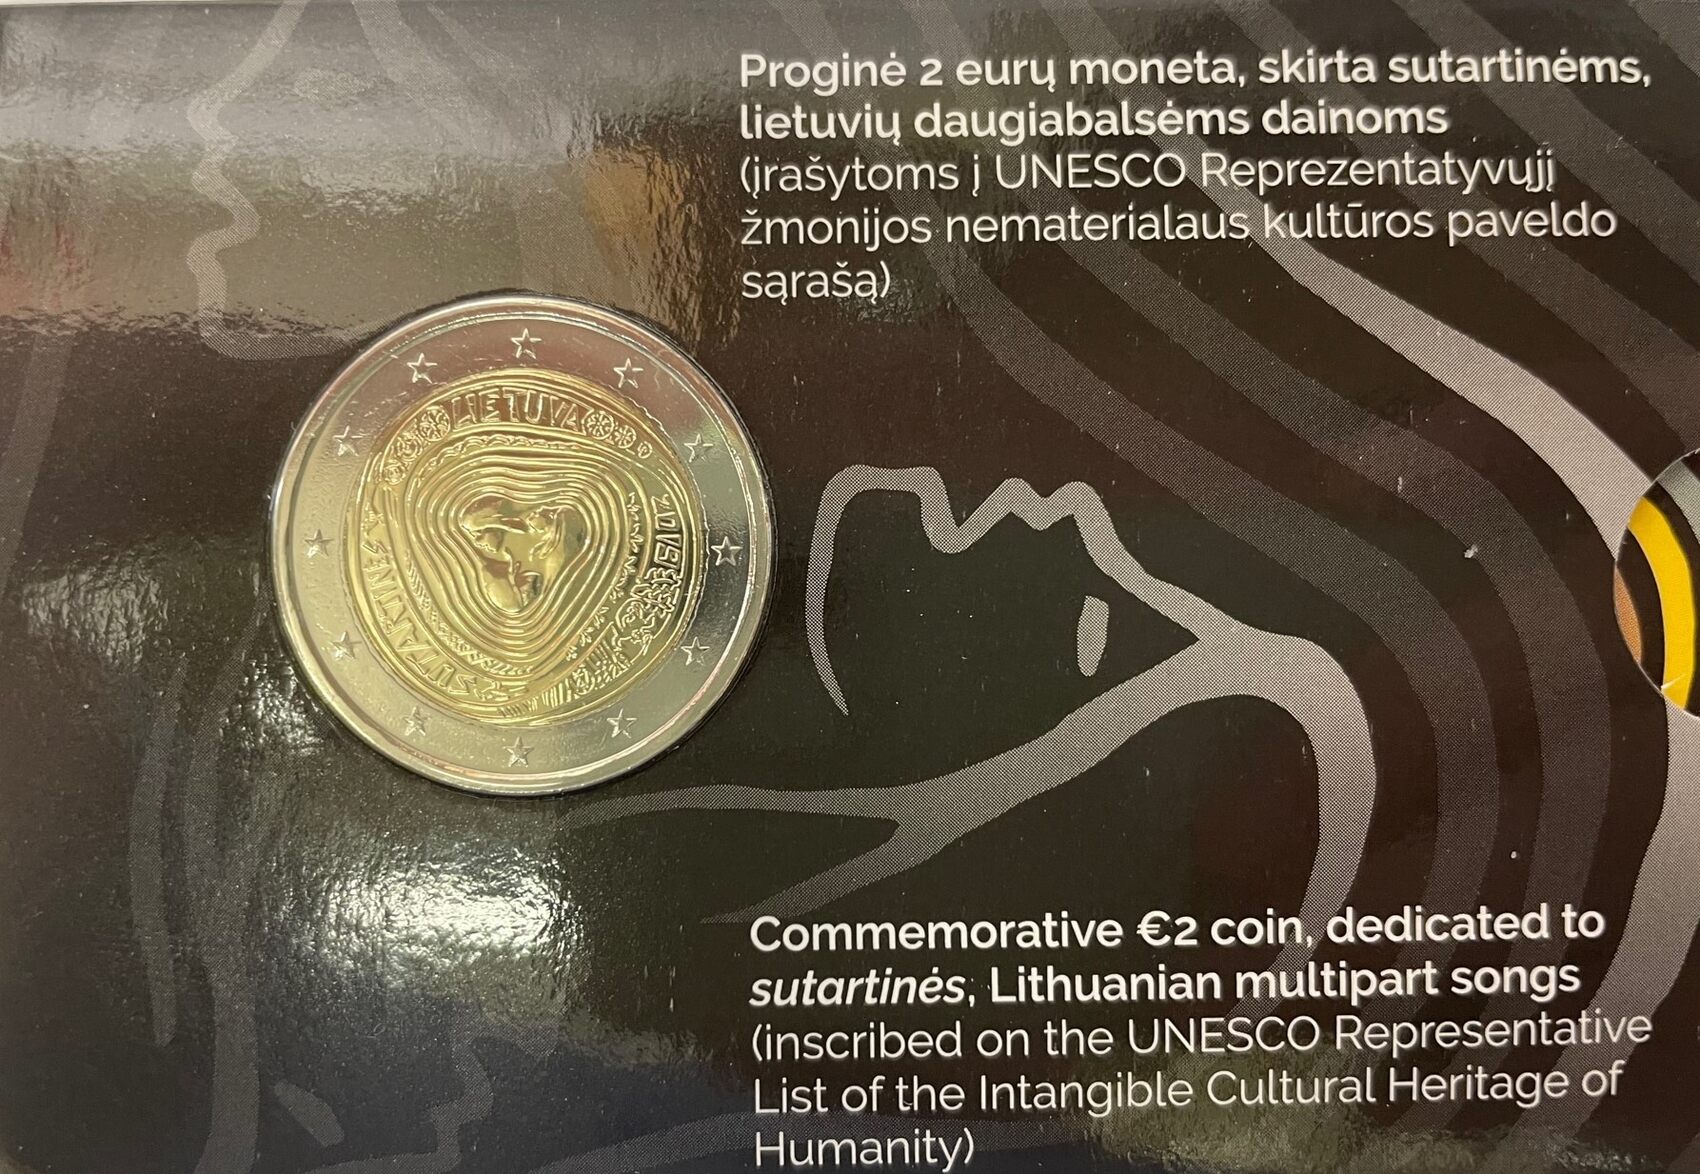 Proginė 2 eurų moneta, skirta sutartinėms,
lietuvių daugiabalsėms dainoms
(įrašytoms į UNESCO Reprezentatyvųjį
žmonijos nematerialaus kultūros paveldo
sąrašą)
LIETUVA
SUTARTINĖS
2019
Commemorative €2 coin, dedicated to
sutartinės, Lithuanian multipart songs
(inscribed on the UNESCO Representative
List of the Intangible Cultural Heritage of
Humanity)